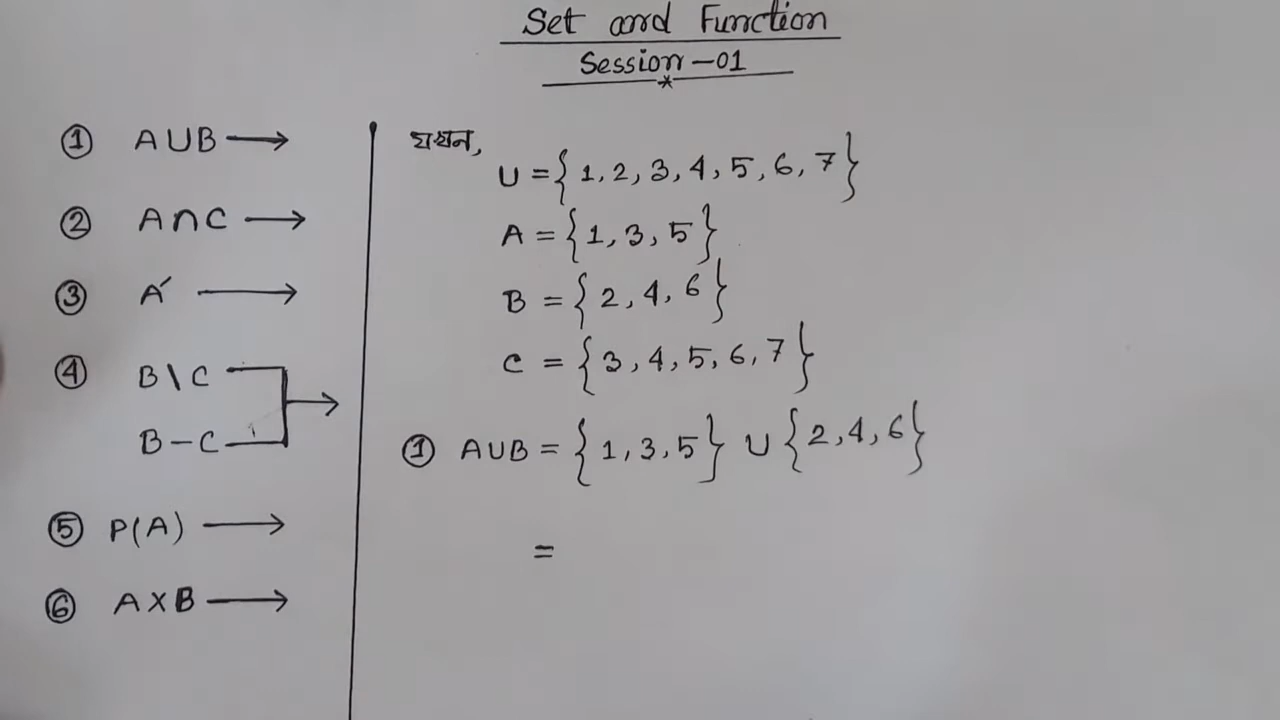 Set and Function
Session-01
① A∪B →
② A∩C →
③ A′ →
④ B\C
B-C →
⑤ P(A) →
⑥ A×B →
যখন,
U = {1, 2, 3, 4, 5, 6, 7}
A = {1, 3, 5}
B = {2, 4, 6}
C = {3, 4, 5, 6, 7}
① A∪B = {1, 3, 5} ∪ {2, 4, 6}
=